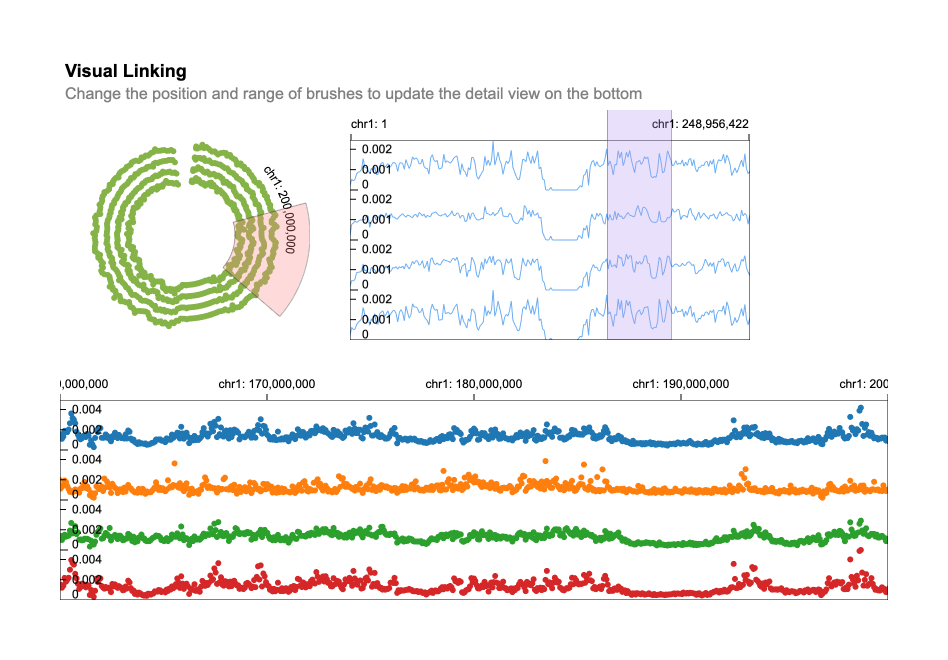 Visual Linking
Change the position and range of brushes to update the detail view on the bottom
chr1: 200,000,000
chr1: 1
chr1: 248,956,422
0.002
0.001
0
0.002
0.001
0
0.002
0.001
0
0.002
0.001
0
),000,000
chr1: 170,000,000
chr1: 180,000,000
chr1: 190,000,000
chr1: 200
0.004
0.002
0
0.004
0.002
0
0.004
0.002
0
0.004
0.002
0